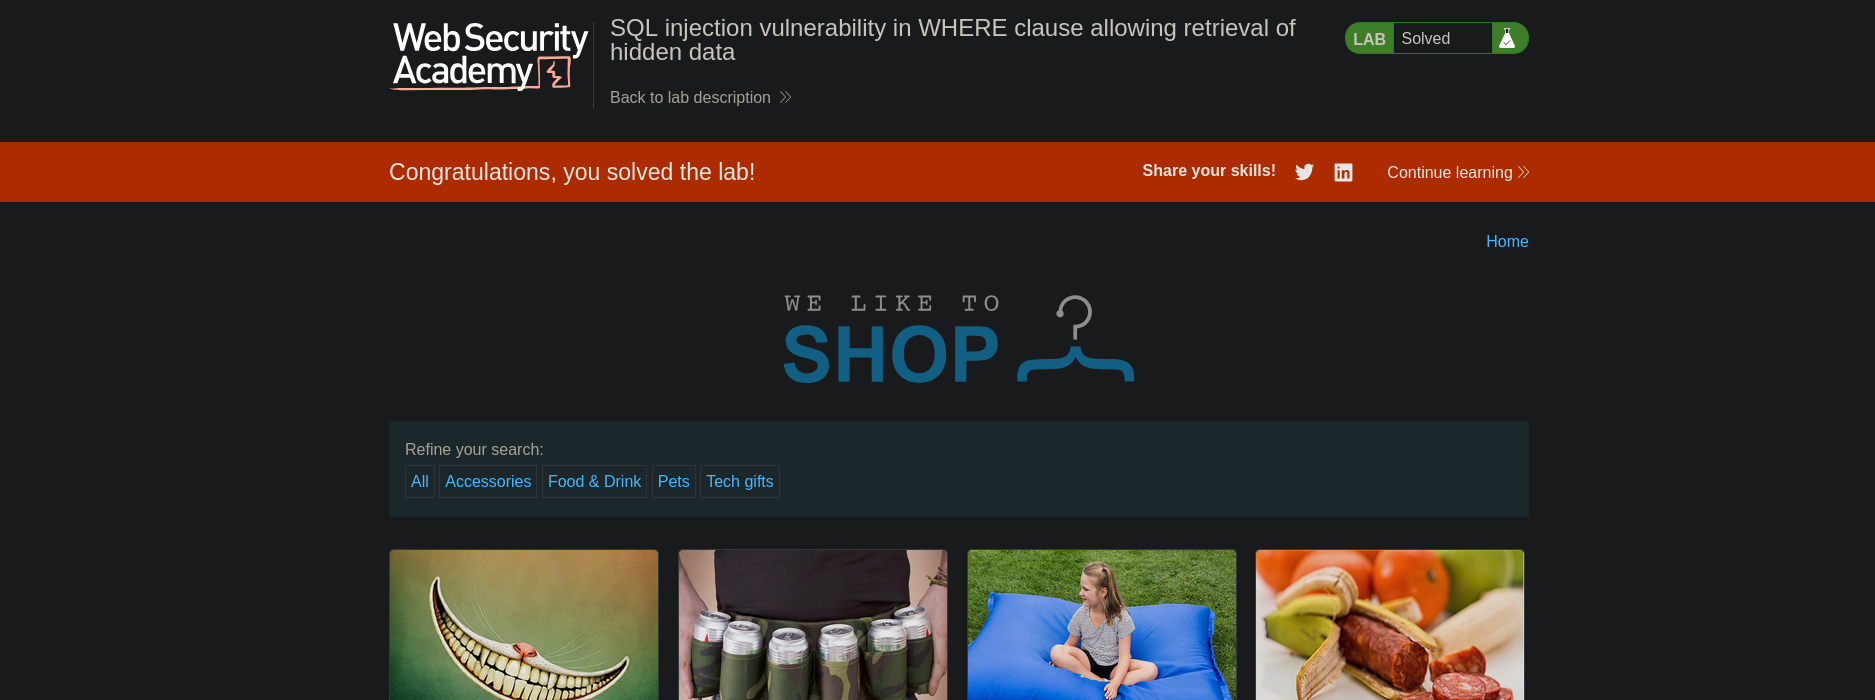 Web Security
Academy
SQL injection vulnerability in WHERE clause allowing retrieval of
hidden data
Back to lab description
LAB Solved
Congratulations, you solved the lab!
Share your skills!
Continue learning
Home
WE LIKE TO
SHOP
Refine your search:
All Accessories Food & Drink Pets Tech gifts